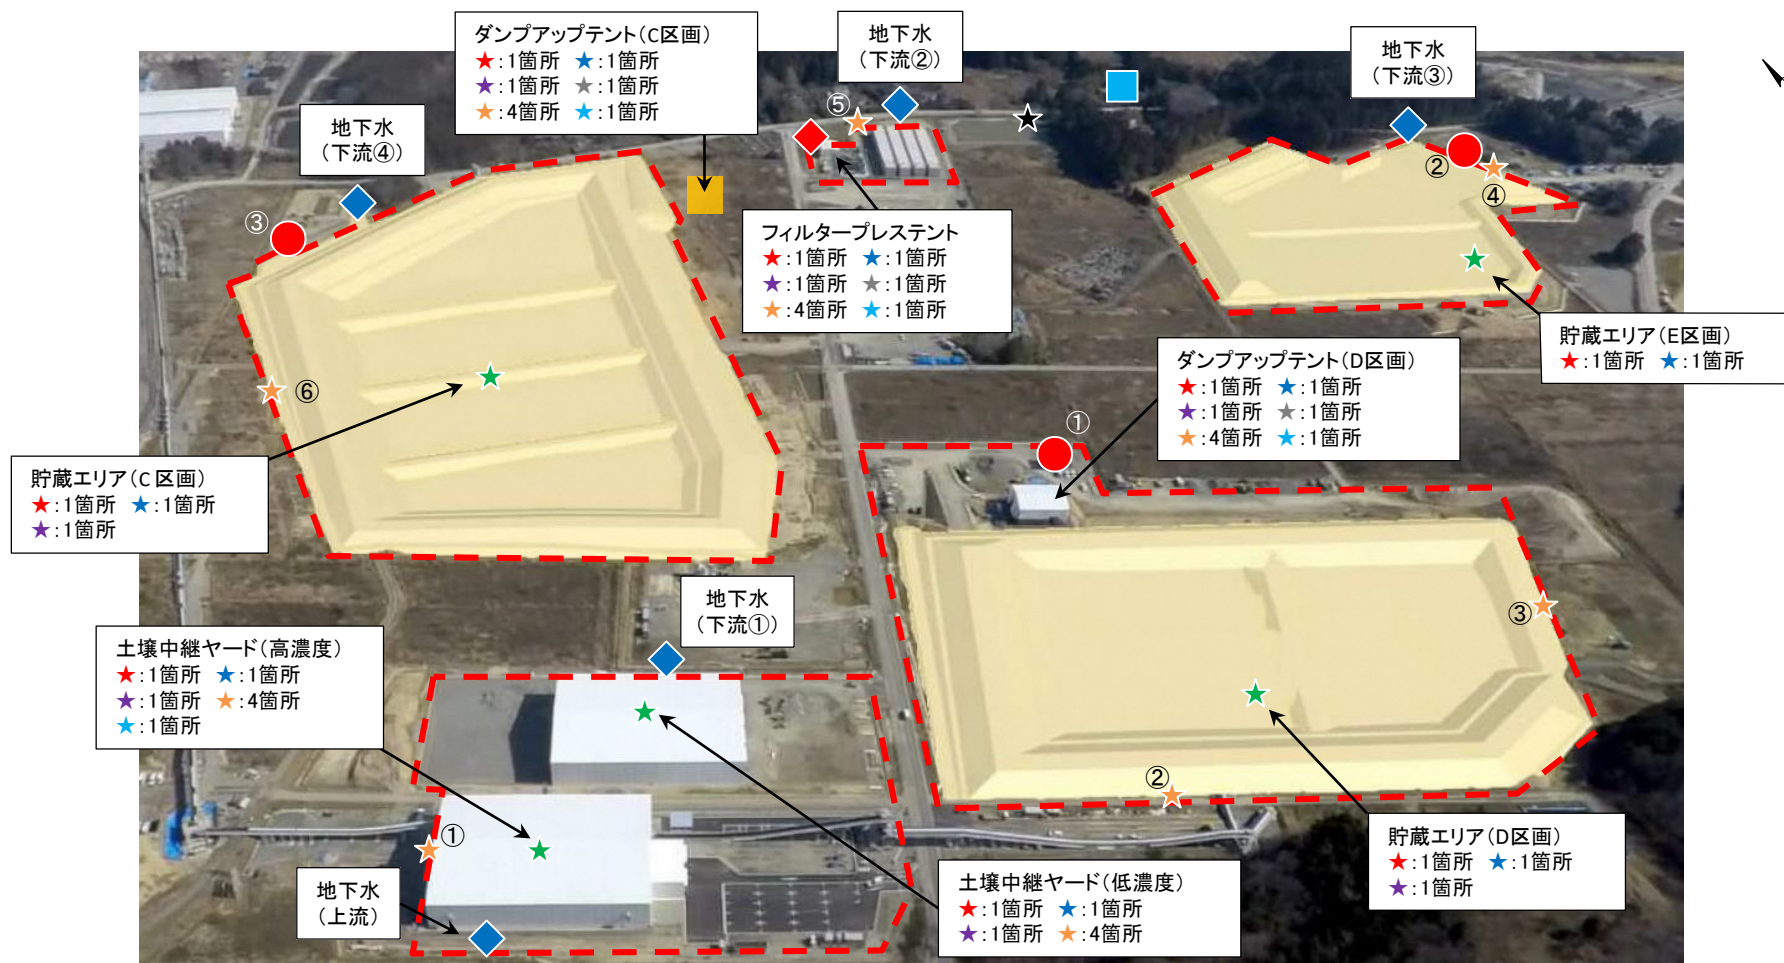 ダンプアップテント(C区画)
★:1箇所 ★:1箇所
★:1箇所 ★:1箇所
★:4箇所 ★:1箇所
地下水
(下流②)
地下水
(下流③)
地下水
(下流④)
⑤
②
④
③
フィルタープレステント
★:1箇所 ★:1箇所
★:1箇所 ★:1箇所
★:4箇所 ★:1箇所
貯蔵エリア(E区画)
★:1箇所 ★:1箇所
ダンプアップテント(D区画)
★:1箇所 ★:1箇所
★:1箇所 ★:1箇所
★:4箇所 ★:1箇所
⑥
①
貯蔵エリア(C区画)
★:1箇所 ★:1箇所
★:1箇所
地下水
(下流①)
③
土壌中継ヤード(高濃度)
★:1箇所 ★:1箇所
★:1箇所 ★:4箇所
★:1箇所
②
①
貯蔵エリア(D区画)
★:1箇所 ★:1箇所
★:1箇所
地下水
(上流)
土壌中継ヤード(低濃度)
★:1箇所 ★:1箇所
★:1箇所 ★:4箇所